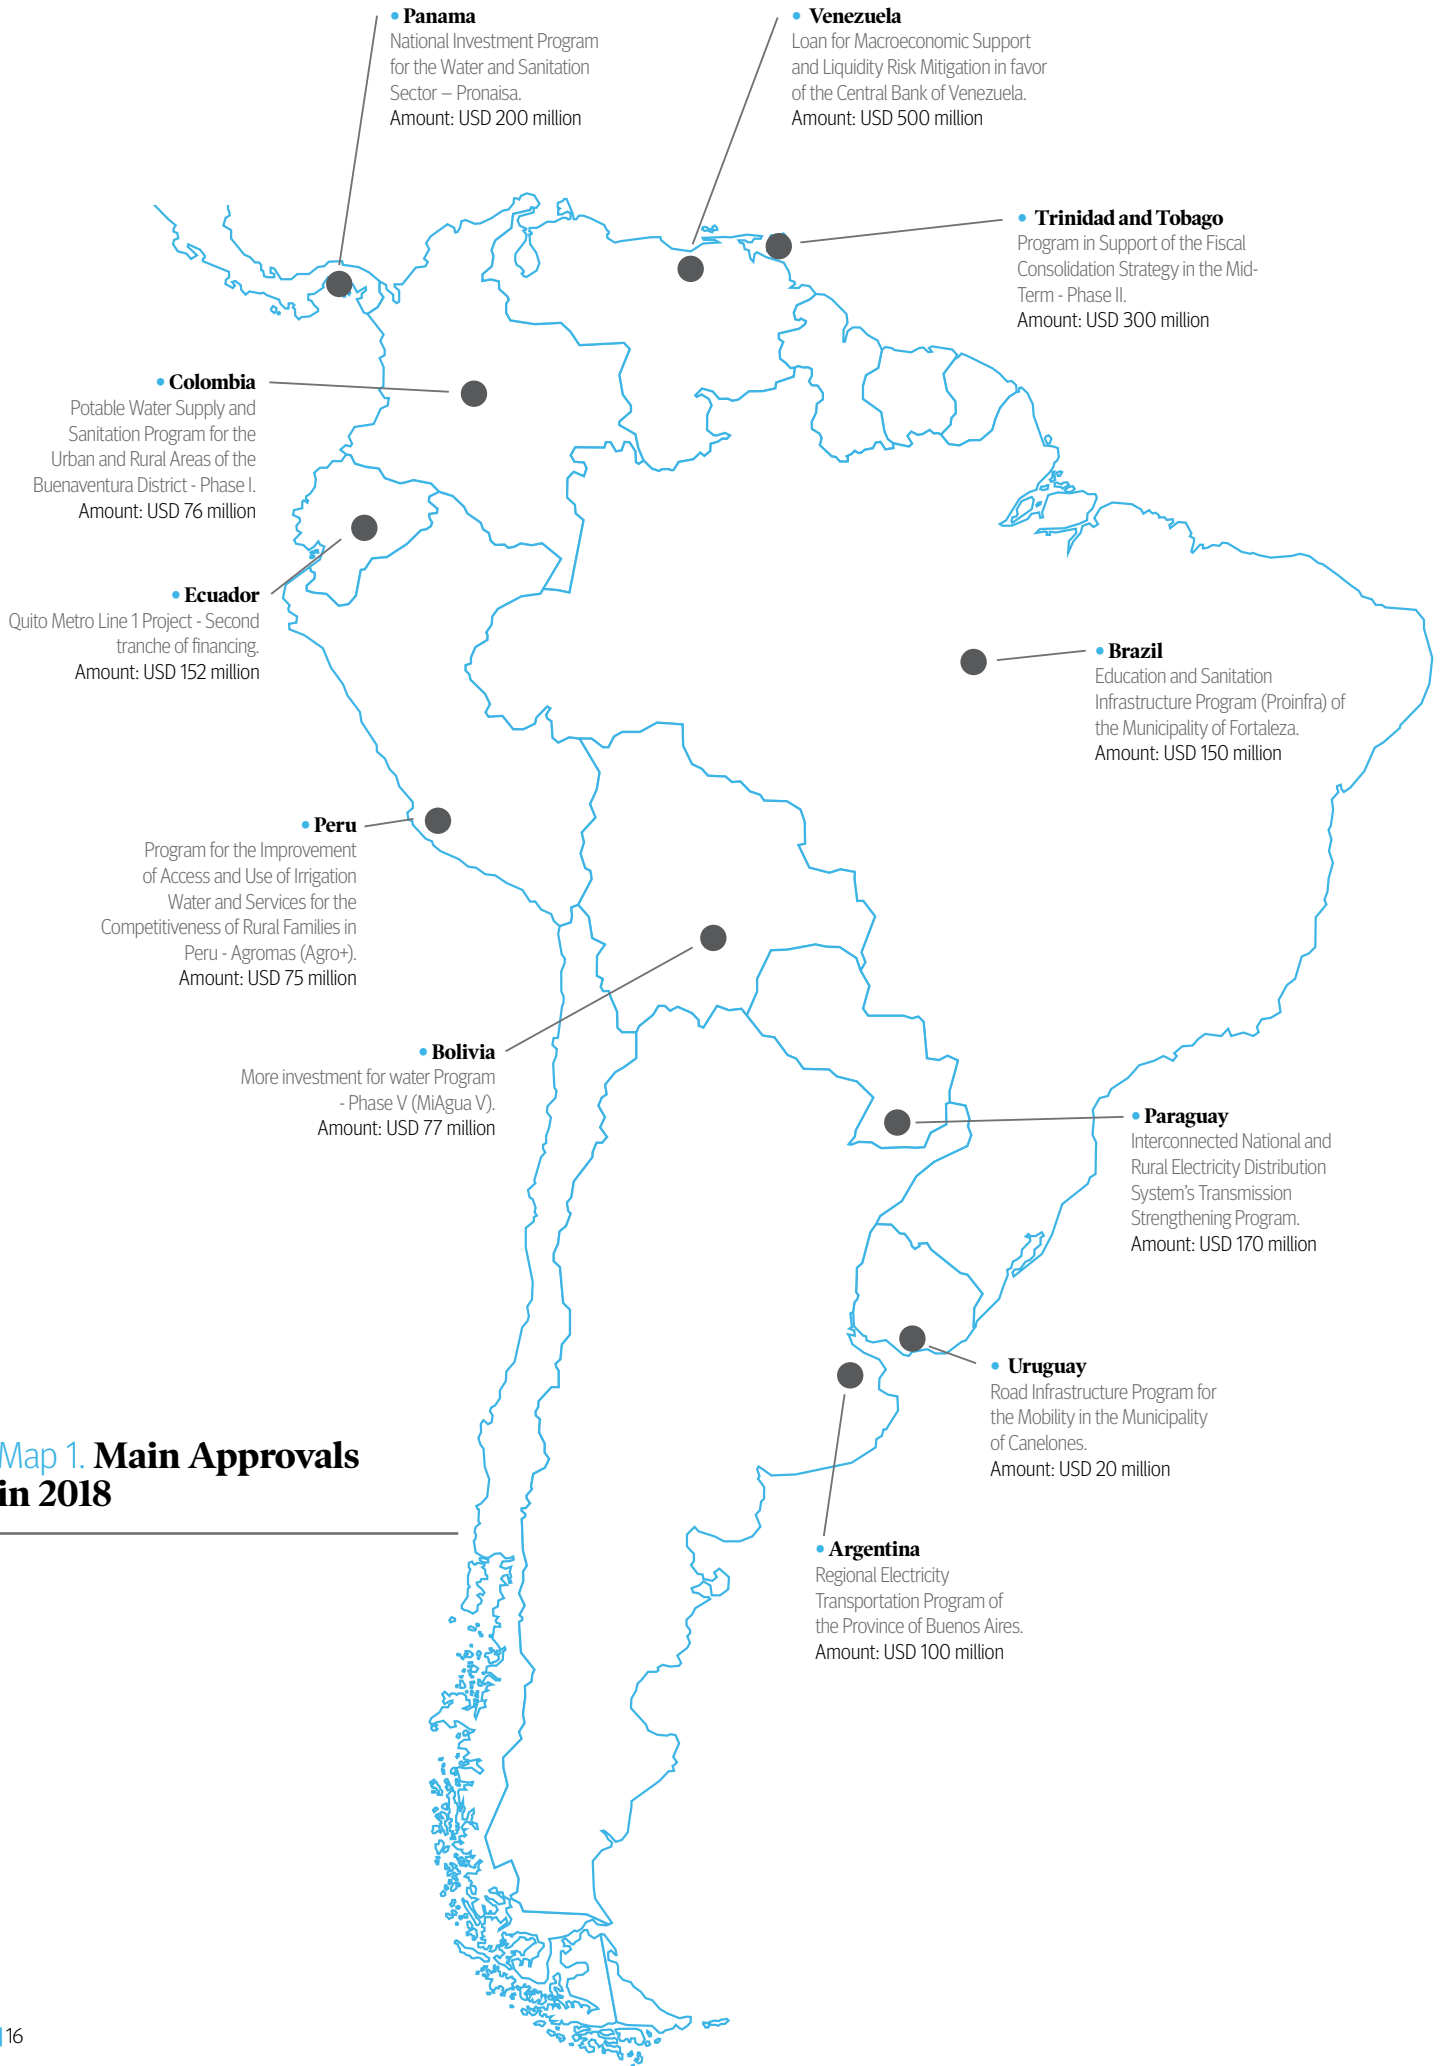 • Panama
National Investment Program
for the Water and Sanitation
Sector – Pronaisa.
Amount: USD 200 million
• Venezuela
Loan for Macroeconomic Support
and Liquidity Risk Mitigation in favor
of the Central Bank of Venezuela.
Amount: USD 500 million
• Trinidad and Tobago
Program in Support of the Fiscal
Consolidation Strategy in the Mid-
Term - Phase II.
Amount: USD 300 million
• Colombia
Potable Water Supply and
Sanitation Program for the
Urban and Rural Areas of the
Buenaventura District - Phase I.
Amount: USD 76 million
• Ecuador
Quito Metro Line 1 Project - Second
tranche of financing.
Amount: USD 152 million
• Brazil
Education and Sanitation
Infrastructure Program (Proinfra) of
the Municipality of Fortaleza.
Amount: USD 150 million
• Peru
Program for the Improvement
of Access and Use of Irrigation
Water and Services for the
Competitiveness of Rural Families in
Peru - Agromas (Agro+).
Amount: USD 75 million
• Bolivia
More investment for water Program
- Phase V (MiAgua V).
Amount: USD 77 million
• Paraguay
Interconnected National and
Rural Electricity Distribution
System's Transmission
Strengthening Program.
Amount: USD 170 million
• Uruguay
Road Infrastructure Program for
the Mobility in the Municipality
of Canelones.
Amount: USD 20 million
Map 1. Main Approvals
in 2018
• Argentina
Regional Electricity
Transportation Program of
the Province of Buenos Aires.
Amount: USD 100 million
| 16